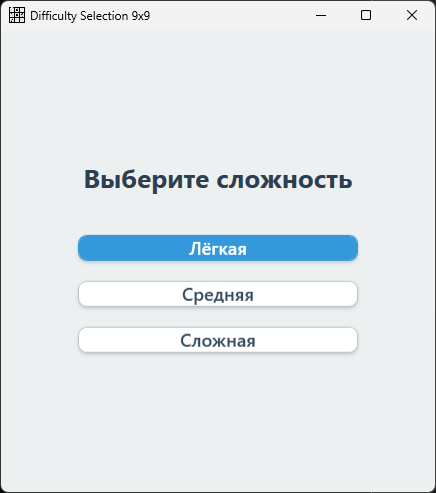 Difficulty Selection 9x9
Выберите сложность
Лёгкая
Средняя
Сложная